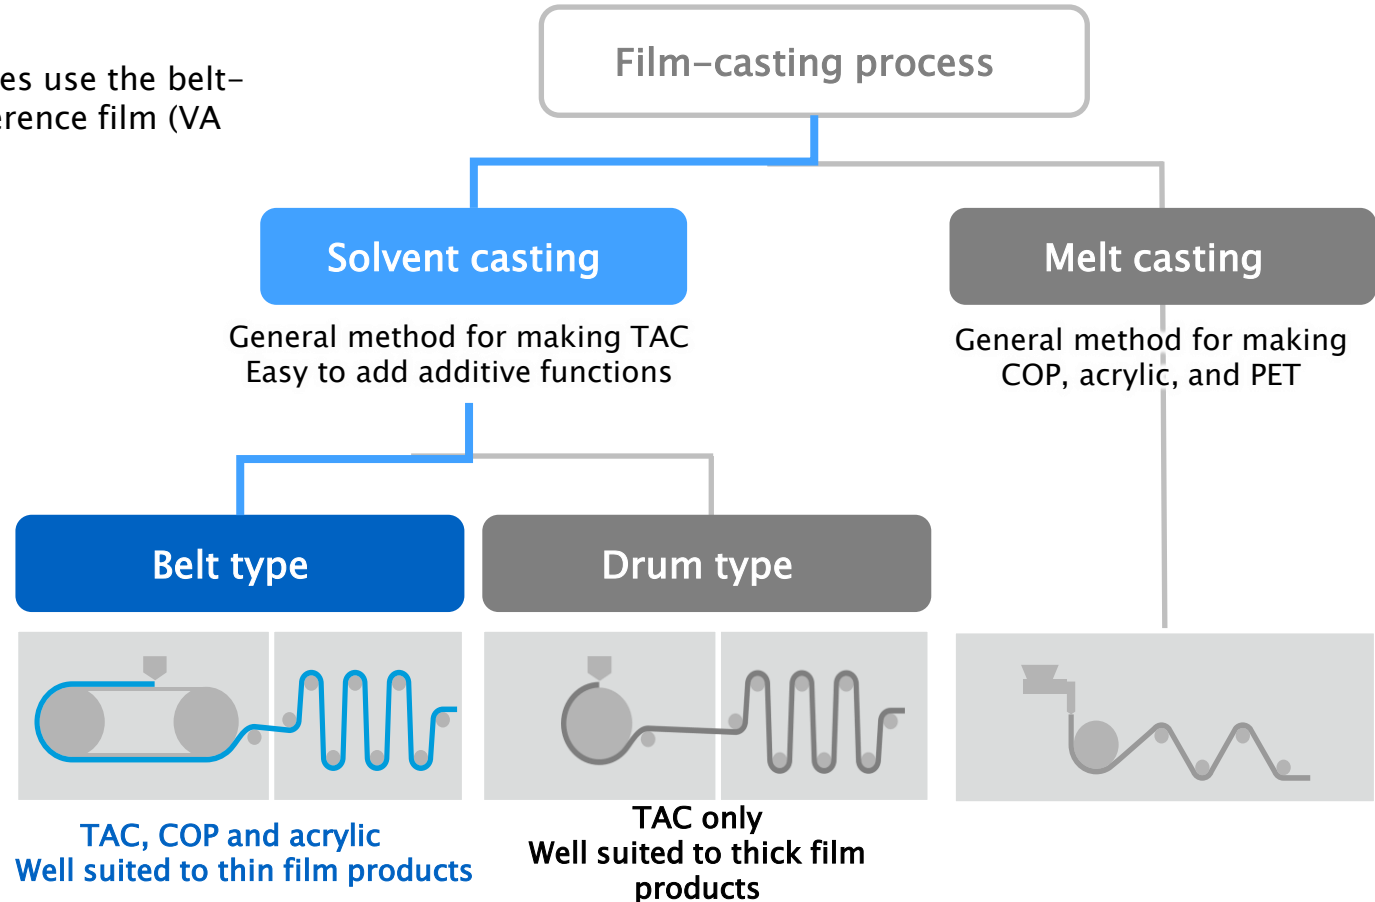 Film-casting process
es use the belt-
erence film (VA
Solvent casting
Melt casting
General method for making TAC
Easy to add additive functions
General method for making
COP, acrylic, and PET
Belt type
Drum type
TAC, COP and acrylic
Well suited to thin film products
TAC only
Well suited to thick film
products